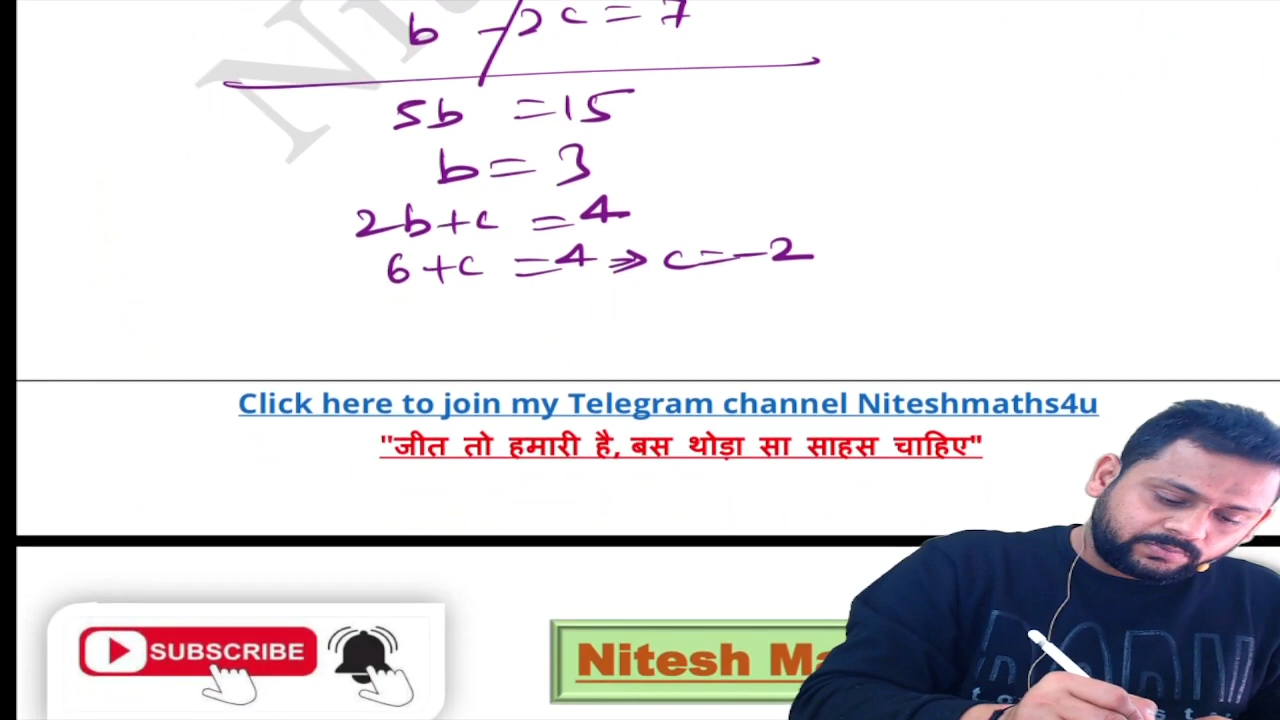 b - 2c = 7
5b = 15
b = 3
2b + c = 4
6 + c = 4 ⇒ c = -2
Click here to join my Telegram channel Niteshmaths4u
"जीत तो हमारी है, बस थोड़ा सा साहस चाहिए"
SUBSCRIBE
Nitesh